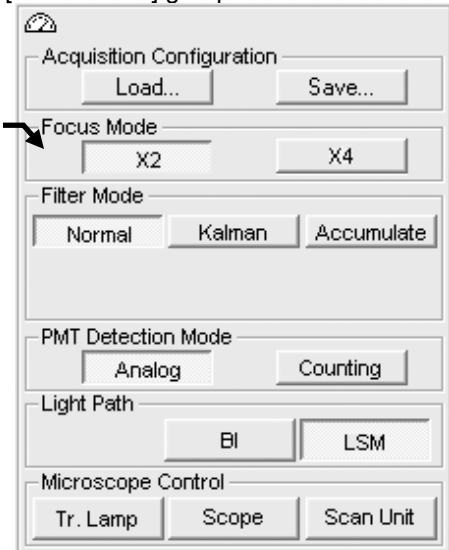 Acquisition Configuration
Load... Save...
Focus Mode
X2 X4
Filter Mode
Normal Kalman Accumulate
PMT Detection Mode
Analog Counting
Light Path
BI LSM
Microscope Control
Tr. Lamp Scope Scan Unit